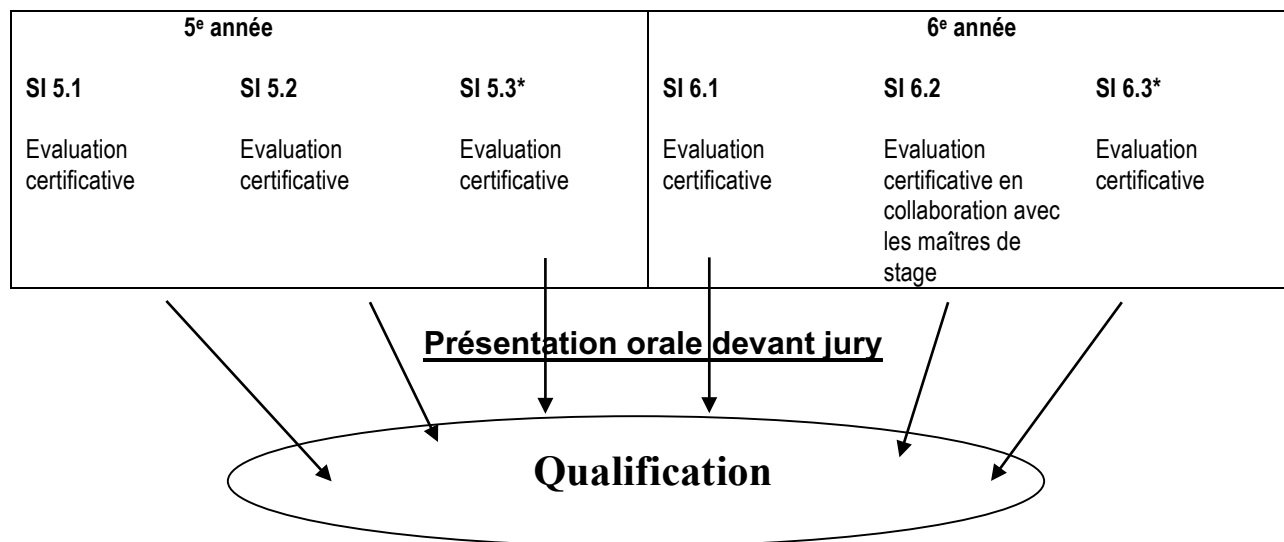 5e année 6e année
SI 5.1 SI 5.2 SI 5.3* SI 6.1 SI 6.2 SI 6.3*
Evaluation certificative
Evaluation certificative
Evaluation certificative
Evaluation certificative
Evaluation certificative en collaboration avec les maîtres de stage
Evaluation certificative
Présentation orale devant jury
Qualification